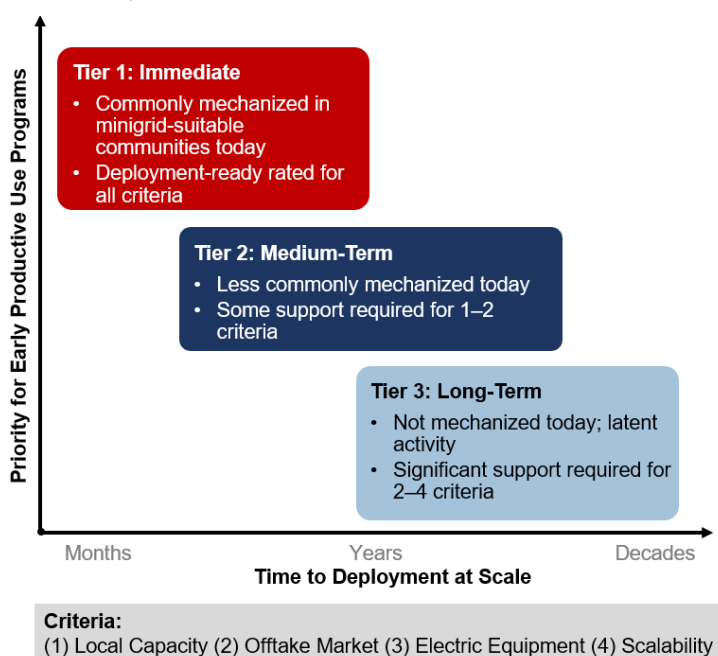 Priority for Early Productive Use Programs
Tier 1: Immediate
• Commonly mechanized in
minigrid-suitable
communities today
• Deployment-ready rated for
all criteria
Tier 2: Medium-Term
• Less commonly mechanized today
• Some support required for 1–2
criteria
Tier 3: Long-Term
• Not mechanized today; latent
activity
• Significant support required for
2–4 criteria
Months Years Decades
Time to Deployment at Scale
Criteria:
(1) Local Capacity (2) Offtake Market (3) Electric Equipment (4) Scalability